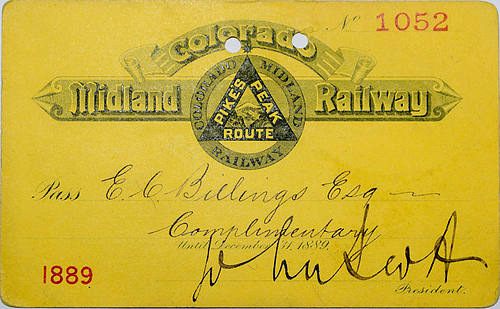 Nº 1052
Colorado
Midland Railway
COLORADO MIDLAND
RAILWAY
PIKES PEAK
ROUTE
Pass E. C. Billings Esq
Complimentary
Until December 31, 1889.
1889
President.